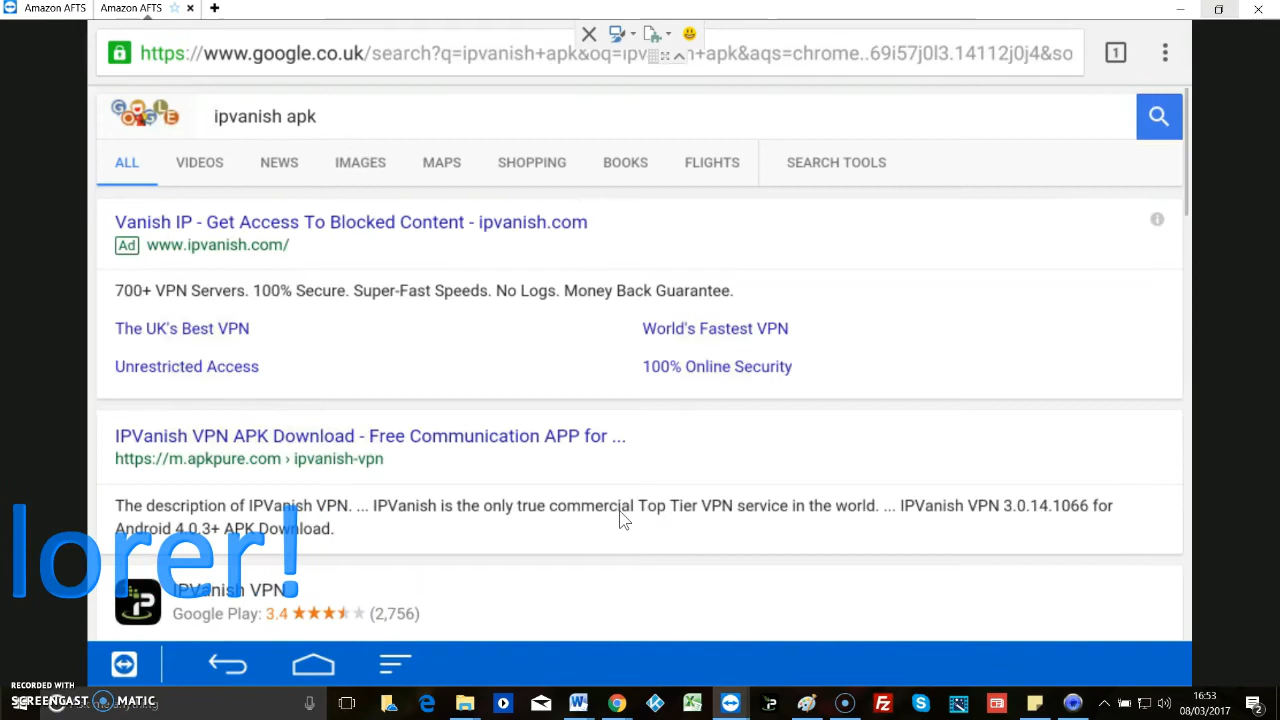 Amazon AFTS Amazon AFTS
https://www.google.co.uk/search?q=ipvanish+apk&oq=ipv +apk&aqs=chrome..69i57j0l3.14112j0j4&so
1
GOOGLE ipvanish apk
ALL VIDEOS NEWS IMAGES MAPS SHOPPING BOOKS FLIGHTS SEARCH TOOLS
Vanish IP - Get Access To Blocked Content - ipvanish.com
Ad www.ipvanish.com/
700+ VPN Servers. 100% Secure. Super-Fast Speeds. No Logs. Money Back Guarantee.
The UK's Best VPN World's Fastest VPN
Unrestricted Access 100% Online Security
IPVanish VPN APK Download - Free Communication APP for ...
https://m.apkpure.com › ipvanish-vpn
The description of IPVanish VPN. ... IPVanish is the only true commercial Top Tier VPN service in the world. ... IPVanish VPN 3.0.14.1066 for
Android 4.0.3+ APK Download.
lorer!
IPVanish VPN
Google Play: 3.4 (2,756)
RECORDED WITH
SCREENCAST MATIC
16:53
08/03/2017
2